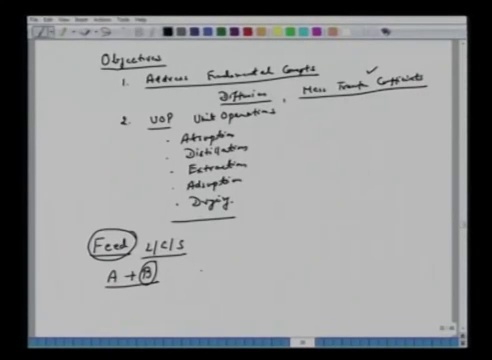 Objectives
1. Address Fundamental Concepts
Diffusion, Mass Transfer Coefficients
2. UOP Unit Operations
Absorption
Distillation
Extraction
Adsorption
Drying.
Feed L/G/S
A + B